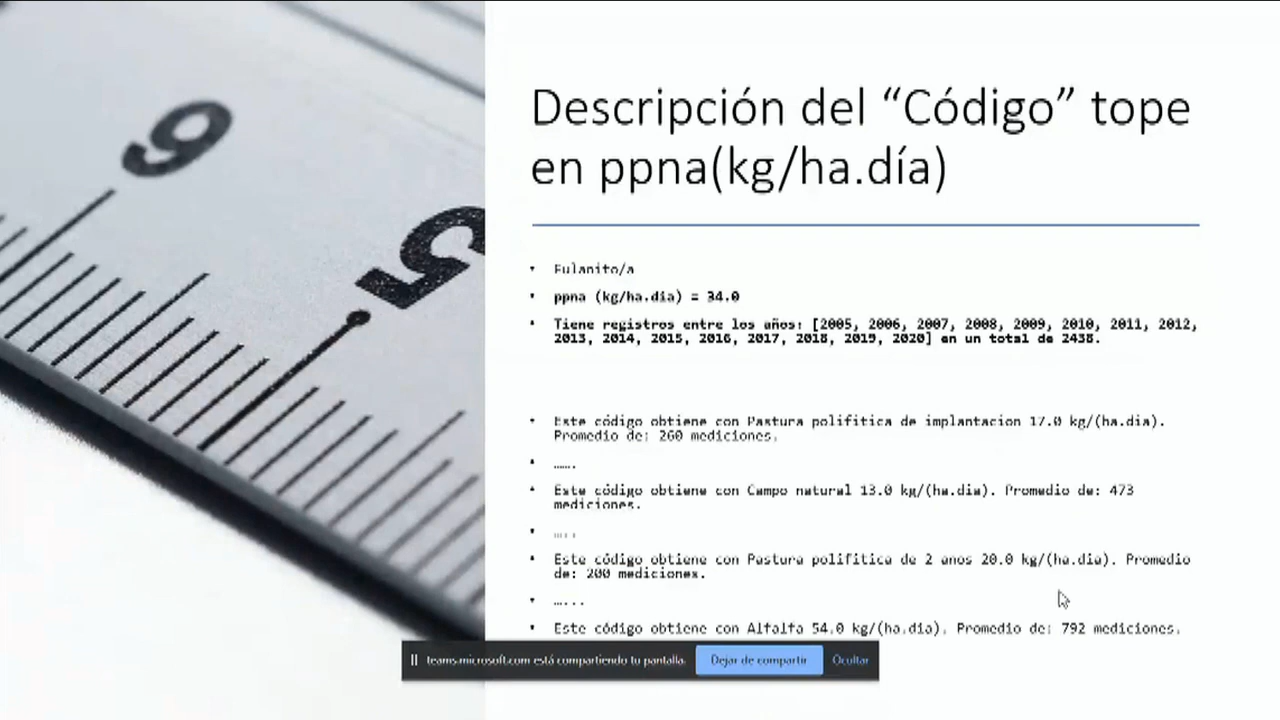 6
5
Descripción del “Código” tope
en ppna(kg/ha.día)
• Fulanito/a
• ppna (kg/ha.dia) = 34.0
• Tiene registros entre los años: [2005, 2006, 2007, 2008, 2009, 2010, 2011, 2012,
2013, 2014, 2015, 2016, 2017, 2018, 2019, 2020] en un total de 2438.
• Este código obtiene con Pastura polifitica de implantacion 17.0 kg/(ha.dia).
Promedio de: 260 mediciones.
• …….
• Este código obtiene con Campo natural 13.0 kg/(ha.dia). Promedio de: 473
mediciones.
• …..
• Este código obtiene con Pastura polifitica de 2 anos 20.0 kg/(ha.dia). Promedio
de: 200 mediciones.
• …...
• Este código obtiene con Alfalfa 54.0 kg/(ha.dia). Promedio de: 792 mediciones.
teams.microsoft.com está compartiendo tu pantalla. Dejar de compartir Ocultar